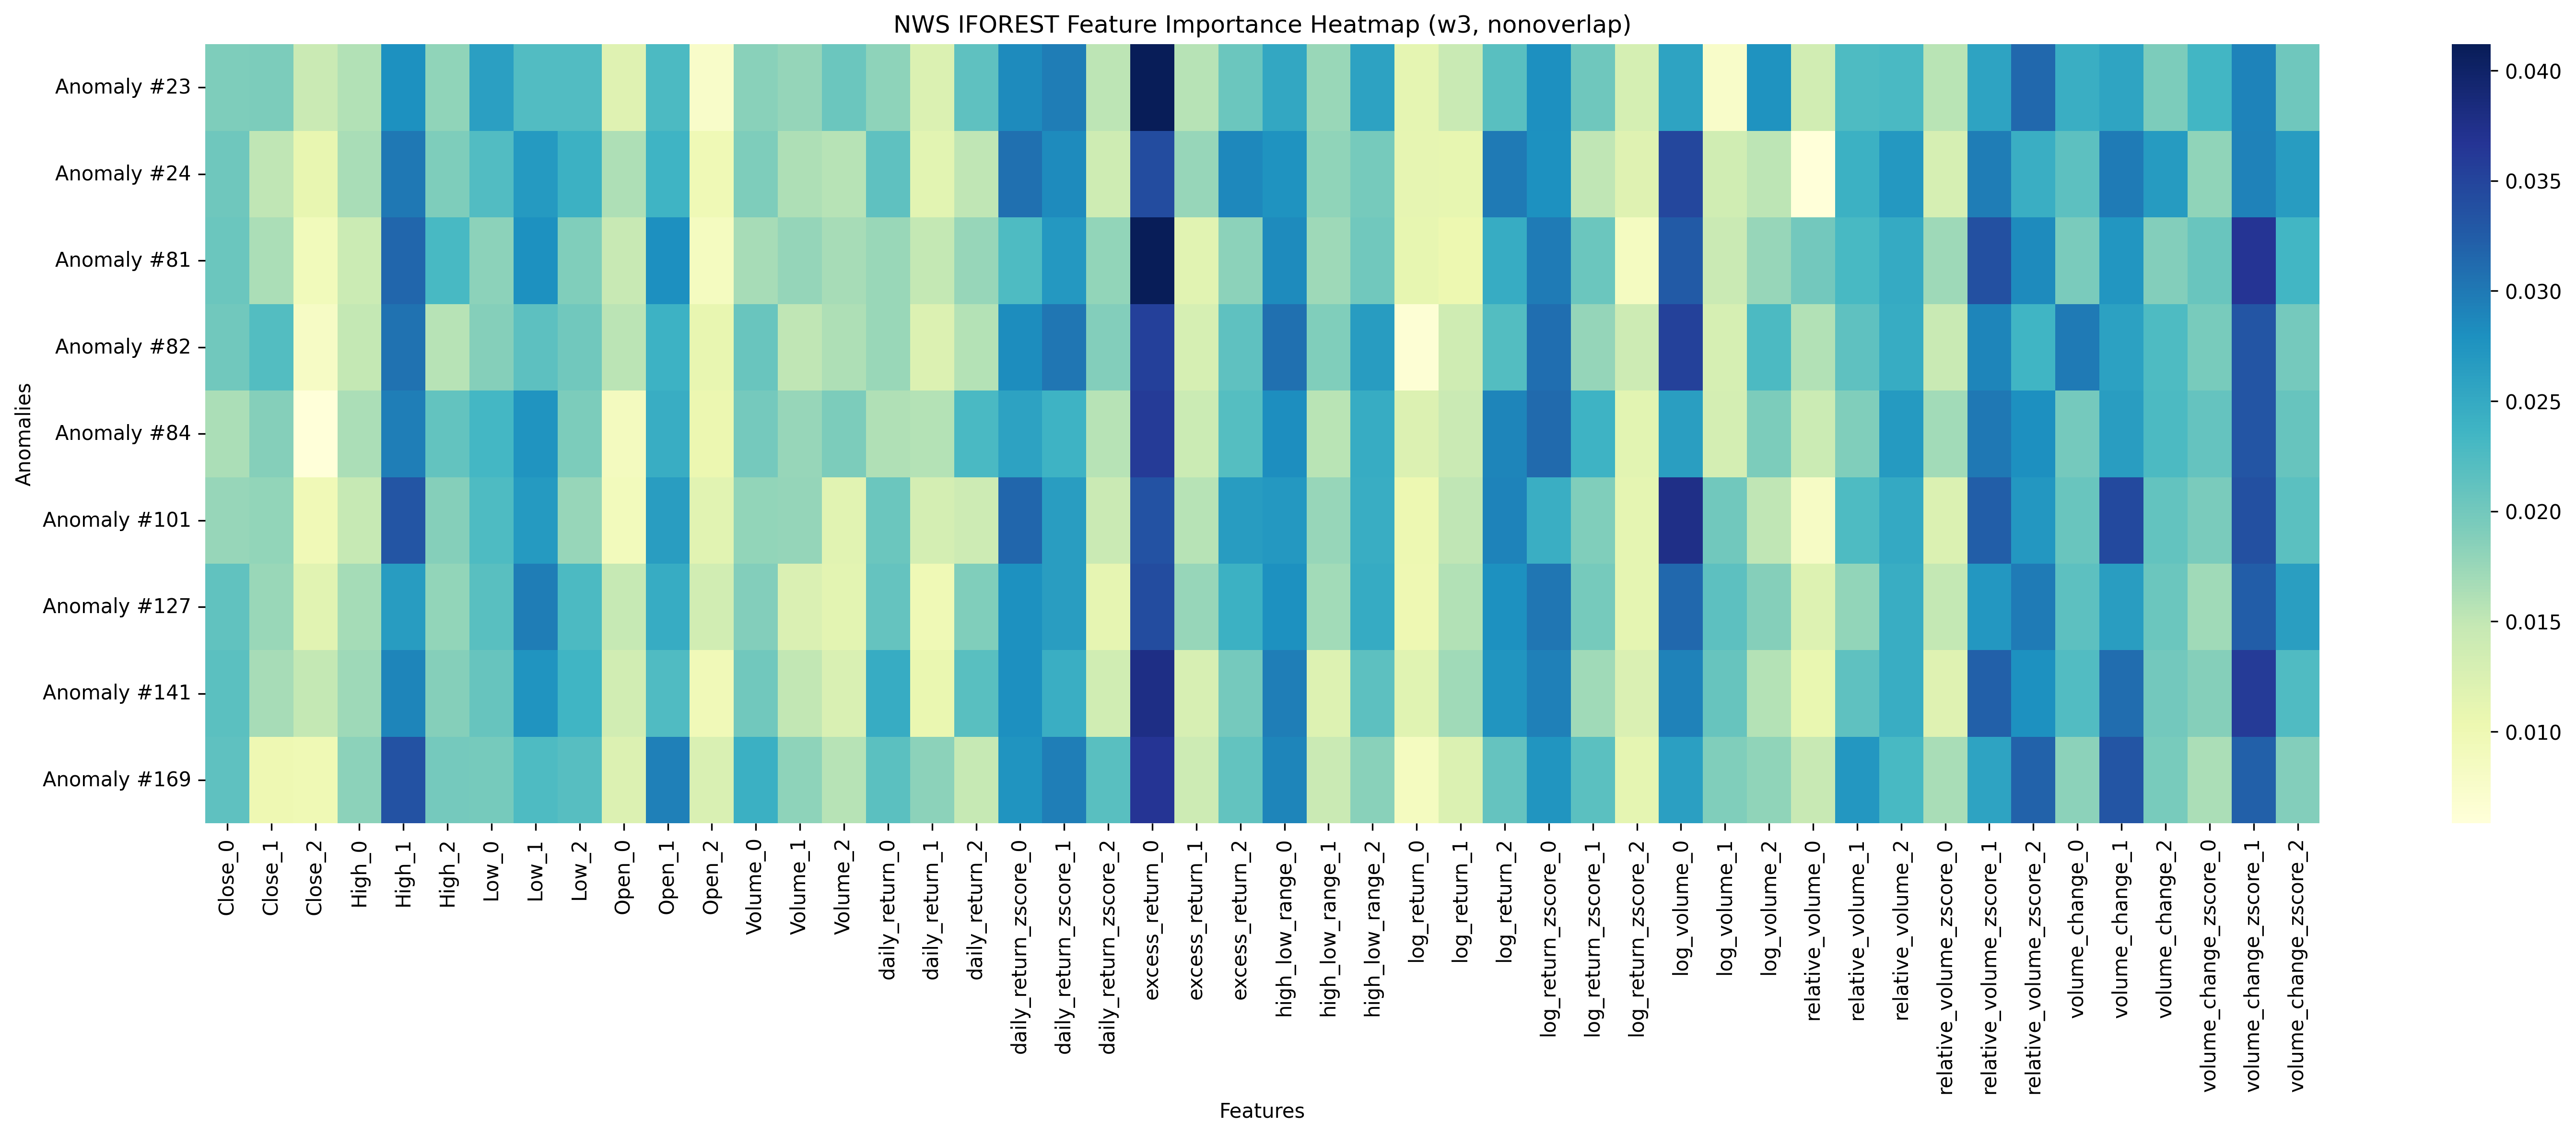 NWS IFOREST Feature Importance Heatmap (w3, nonoverlap)
Anomalies
Anomaly #23
Anomaly #24
Anomaly #81
Anomaly #82
Anomaly #84
Anomaly #101
Anomaly #127
Anomaly #141
Anomaly #169
0.040
0.035
0.030
0.025
0.020
0.015
0.010
Close_0
Close_1
Close_2
High_0
High_1
High_2
Low_0
Low_1
Low_2
Open_0
Open_1
Open_2
Volume_0
Volume_1
Volume_2
daily_return_0
daily_return_1
daily_return_2
daily_return_zscore_0
daily_return_zscore_1
daily_return_zscore_2
excess_return_0
excess_return_1
excess_return_2
high_low_range_0
high_low_range_1
high_low_range_2
log_return_0
log_return_1
log_return_2
log_return_zscore_0
log_return_zscore_1
log_return_zscore_2
log_volume_0
log_volume_1
log_volume_2
relative_volume_0
relative_volume_1
relative_volume_2
relative_volume_zscore_0
relative_volume_zscore_1
relative_volume_zscore_2
volume_change_0
volume_change_1
volume_change_2
volume_change_zscore_0
volume_change_zscore_1
volume_change_zscore_2
Features